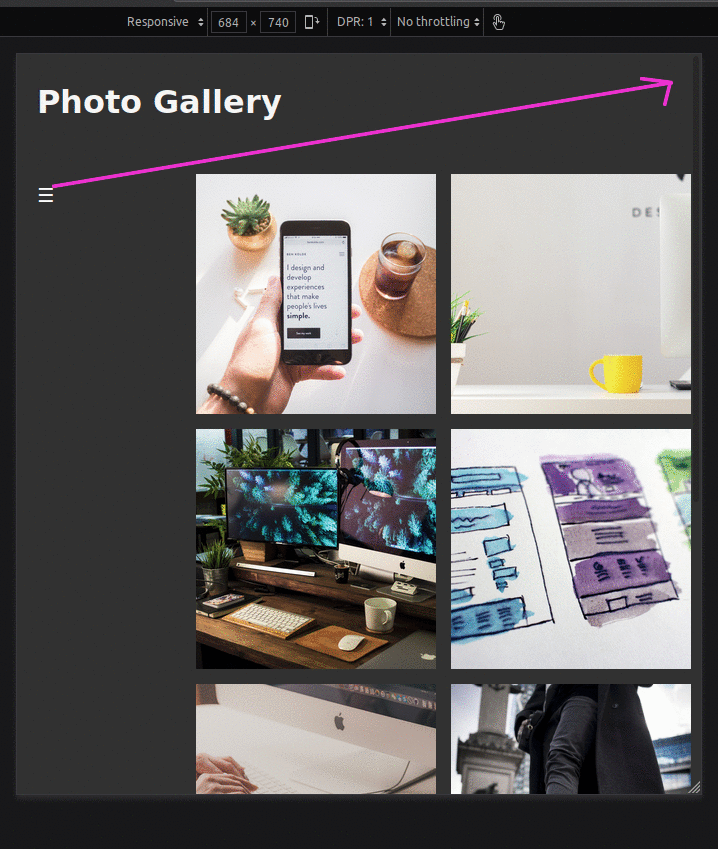 Responsive 684 × 740 DPR: 1 No throttling
Photo Gallery
DES
I design and
develop
experiences
that make
people's lives
simple.